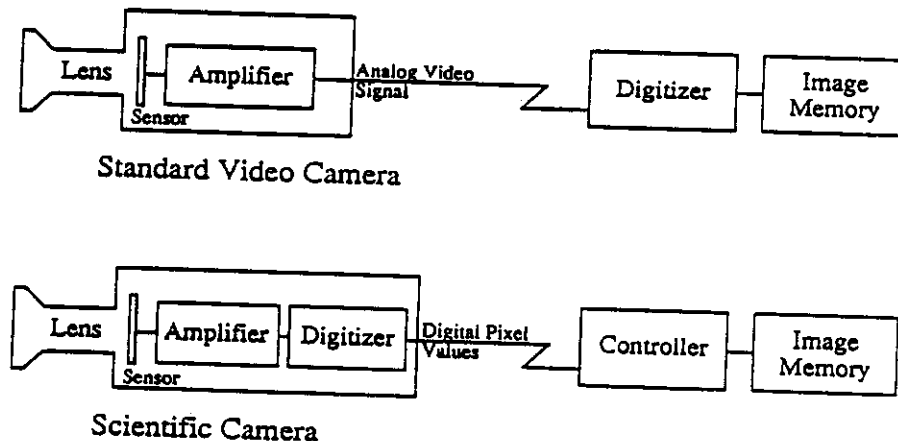 Lens
Amplifier
Sensor
Analog Video
Signal
Digitizer
Image
Memory
Standard Video Camera
Lens
Amplifier
Digitizer
Sensor
Digital Pixel
Values
Controller
Image
Memory
Scientific Camera